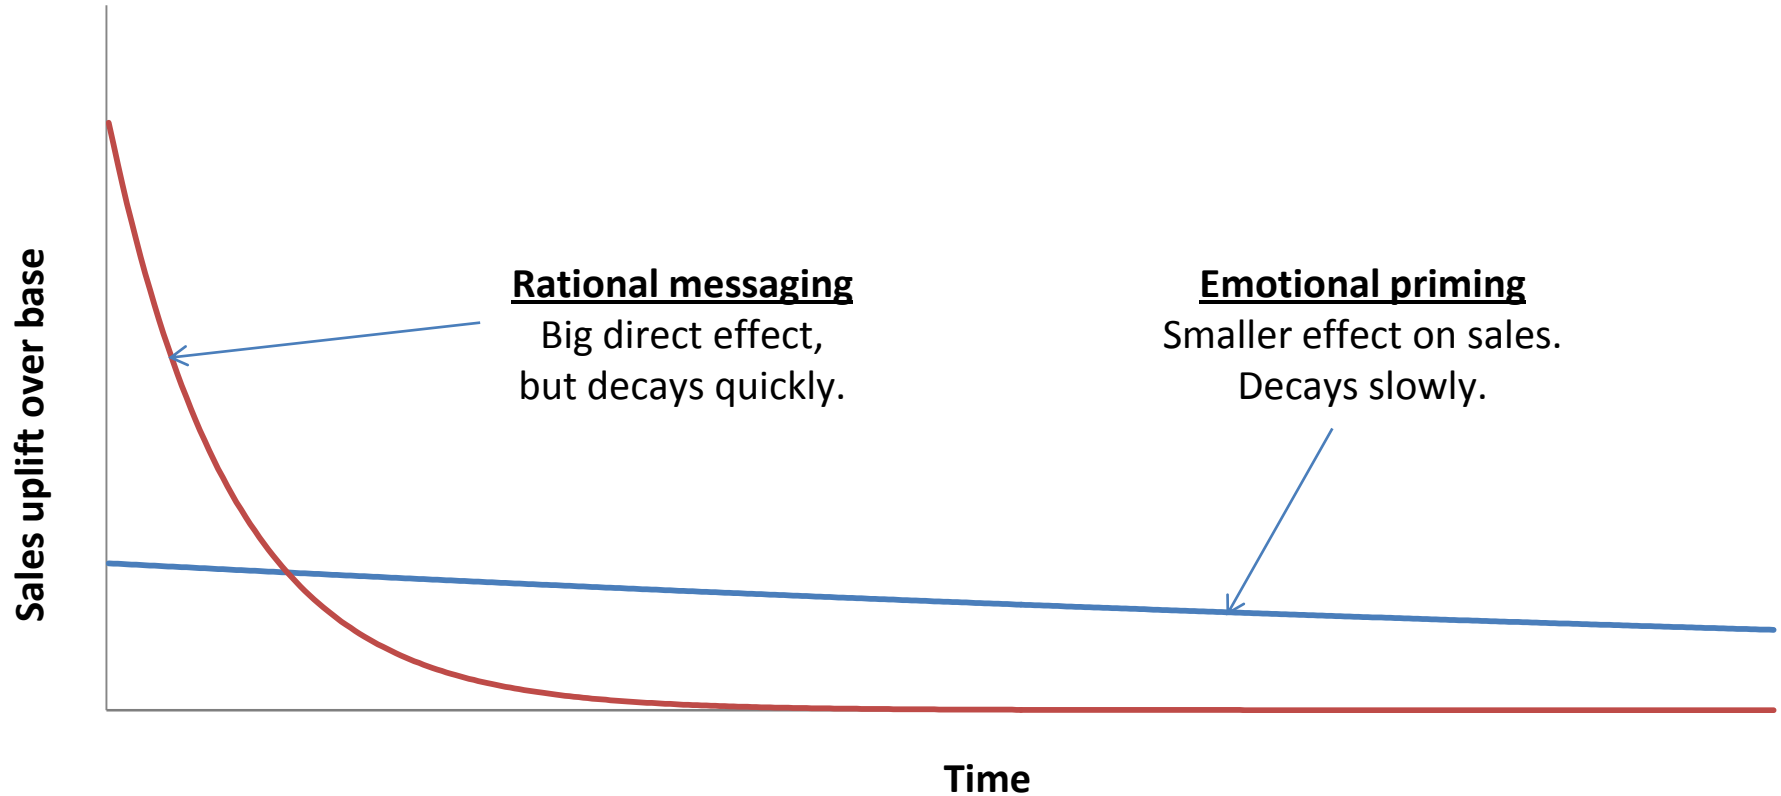 Sales uplift over base
Rational messaging
Big direct effect,
but decays quickly.
Emotional priming
Smaller effect on sales.
Decays slowly.
Time